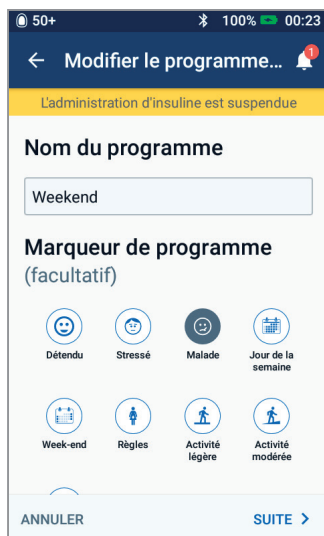 50+ 100% 00:23
Modifier le programme... 1
L'administration d'insuline est suspendue
Nom du programme
Weekend
Marqueur de programme
(facultatif)
Détendu Stressé Malade Jour de la semaine
Week-end Règles Activité légère Activité modérée
ANNULER SUITE